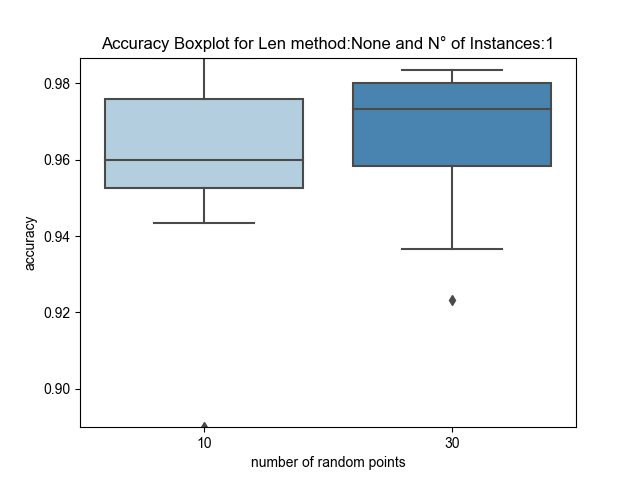 Accuracy Boxplot for Len method:None and N° of Instances:1
0.98
0.96
0.94
0.92
0.90
accuracy
10 30
number of random points